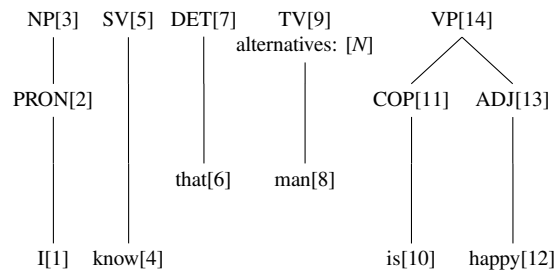 NP[3] SV[5] DET[7] TV[9] VP[14]
alternatives: [N]
PRON[2] COP[11] ADJ[13]
that[6] man[8]
I[1] know[4] is[10] happy[12]